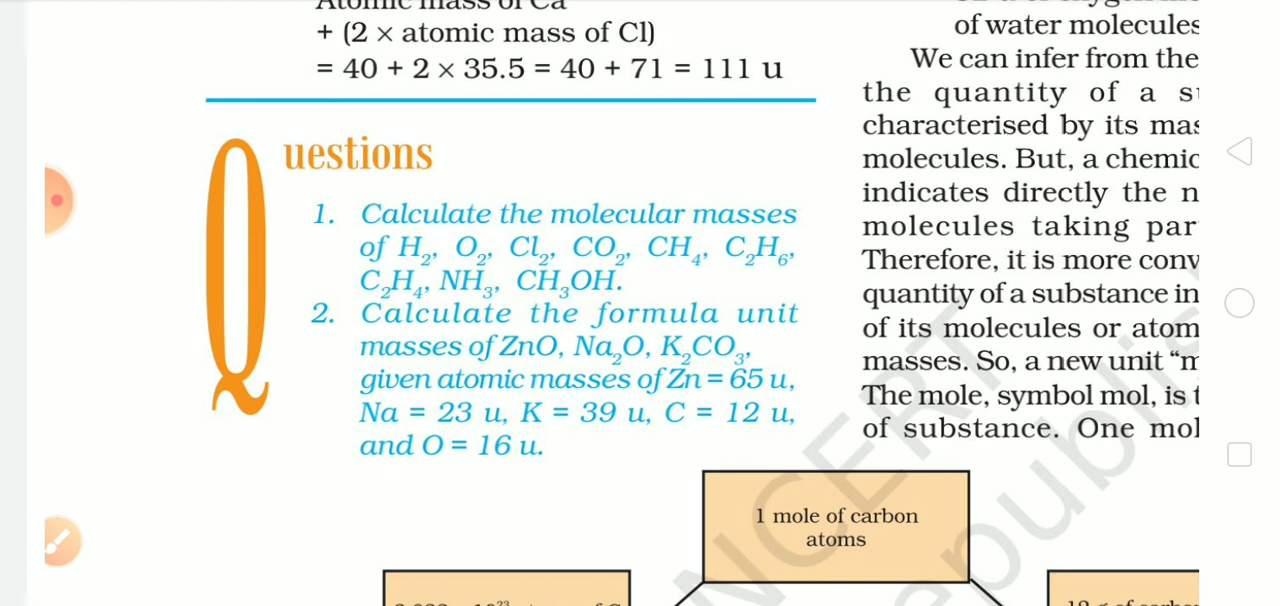 + (2 × atomic mass of Cl)
= 40 + 2 × 35.5 = 40 + 71 = 111 u
Questions
1. Calculate the molecular masses
of H₂, O₂, Cl₂, CO₂, CH₄, C₂H₆,
C₂H₄, NH₃, CH₃OH.
2. Calculate the formula unit
masses of ZnO, Na₂O, K₂CO₃,
given atomic masses of Zn = 65 u,
Na = 23 u, K = 39 u, C = 12 u,
and O = 16 u.
of water molecules
We can infer from the
the quantity of a
characterised by its
molecules. But, a
indicates directly the
molecules taking
Therefore, it is more
quantity of a substance in
of its molecules or
masses. So, a new unit
The mole, symbol mol, is
of substance. One
1 mole of carbon
atoms
NCERT